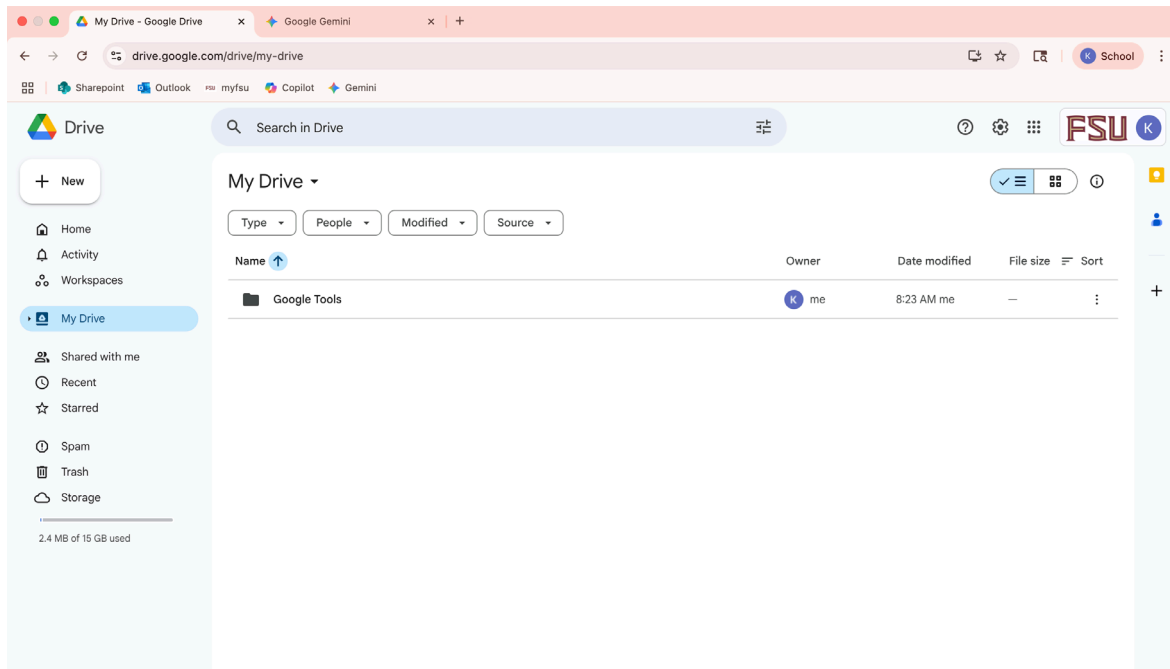 My Drive - Google Drive
Google Gemini
drive.google.com/drive/my-drive
K School
Sharepoint Outlook FSU myfsu Copilot Gemini
Drive
Search in Drive
FSU K
New
My Drive
Home
Type People Modified Source
Activity
Name Owner Date modified File size Sort
Workspaces
Google Tools K me 8:23 AM me —
My Drive
Shared with me
Recent
Starred
Spam
Trash
Storage
2.4 MB of 15 GB used